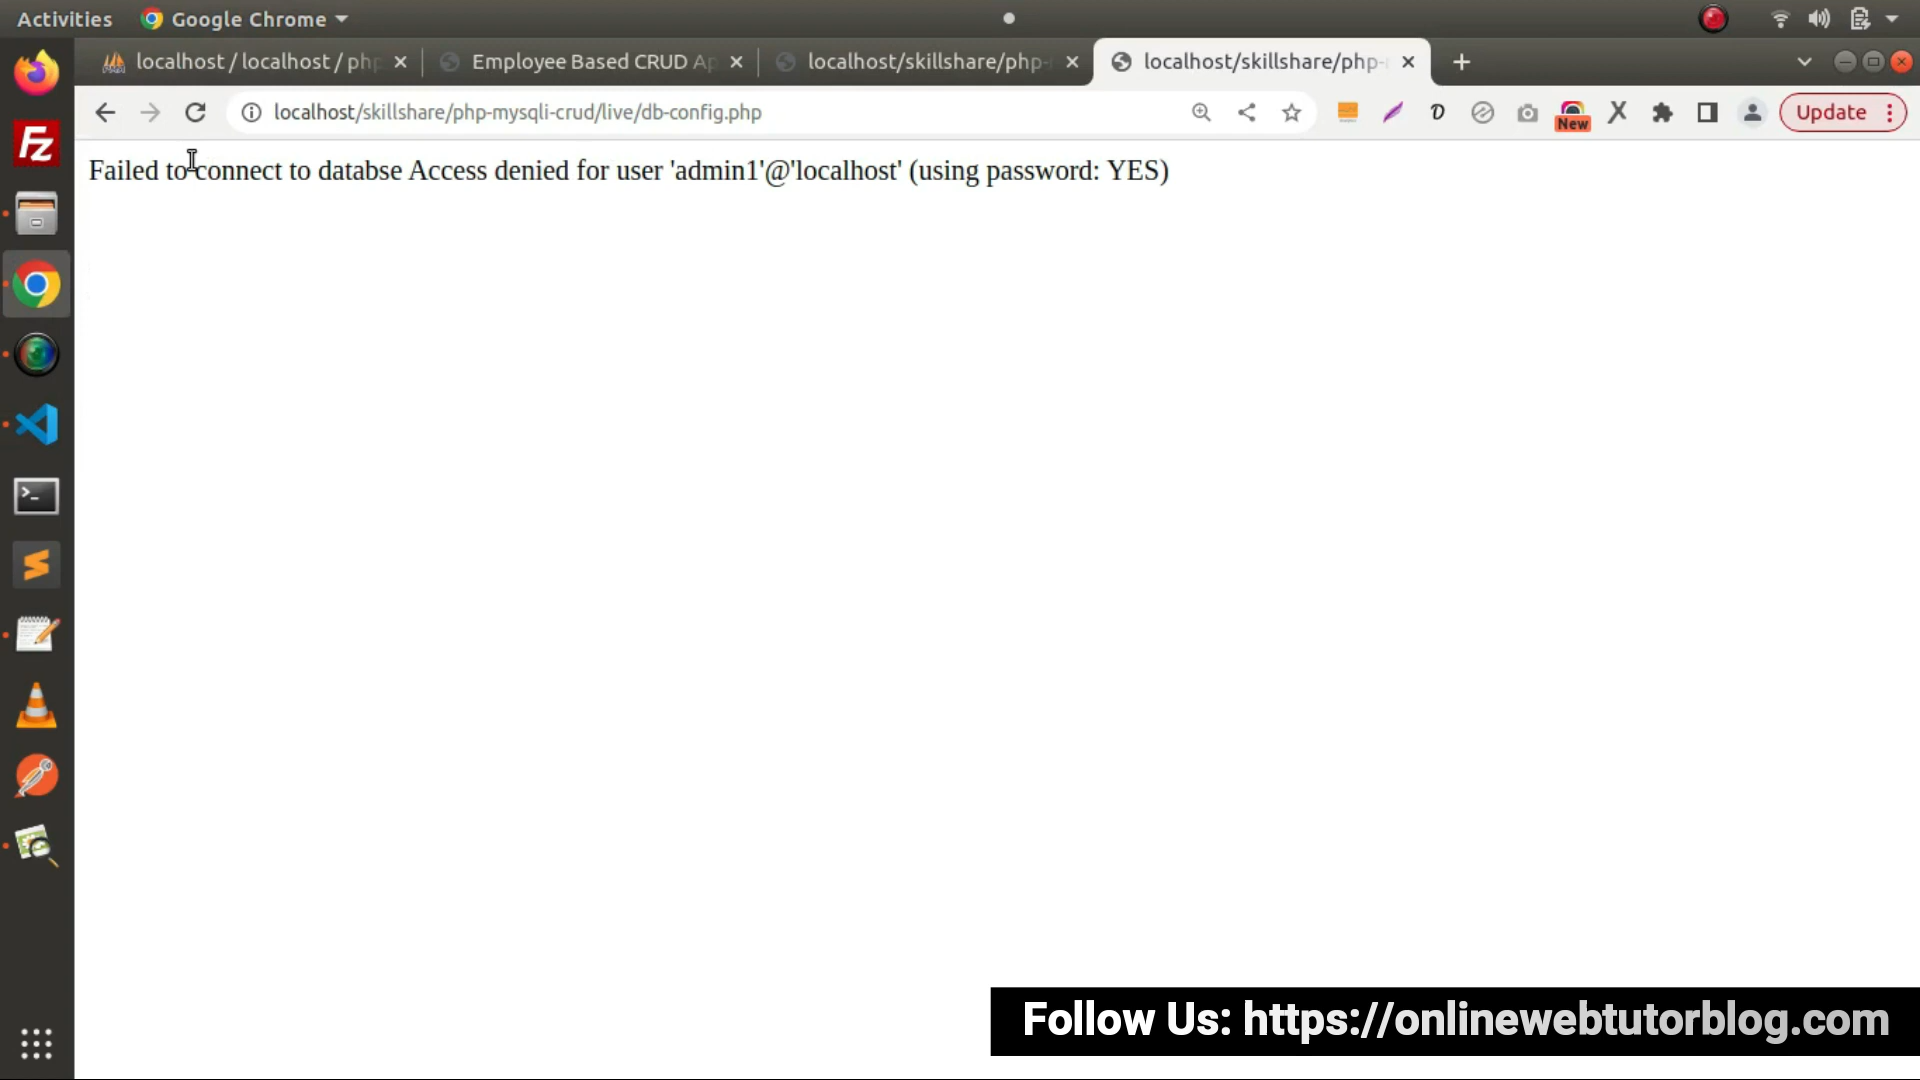 Activities Google Chrome
localhost / localhost / php
Employee Based CRUD Ap
localhost/skillshare/php-
localhost/skillshare/php-
localhost/skillshare/php-mysqli-crud/live/db-config.php
New
Update
Failed to connect to databse Access denied for user 'admin1'@'localhost' (using password: YES)
Follow Us: https://onlinewebtutorblog.com